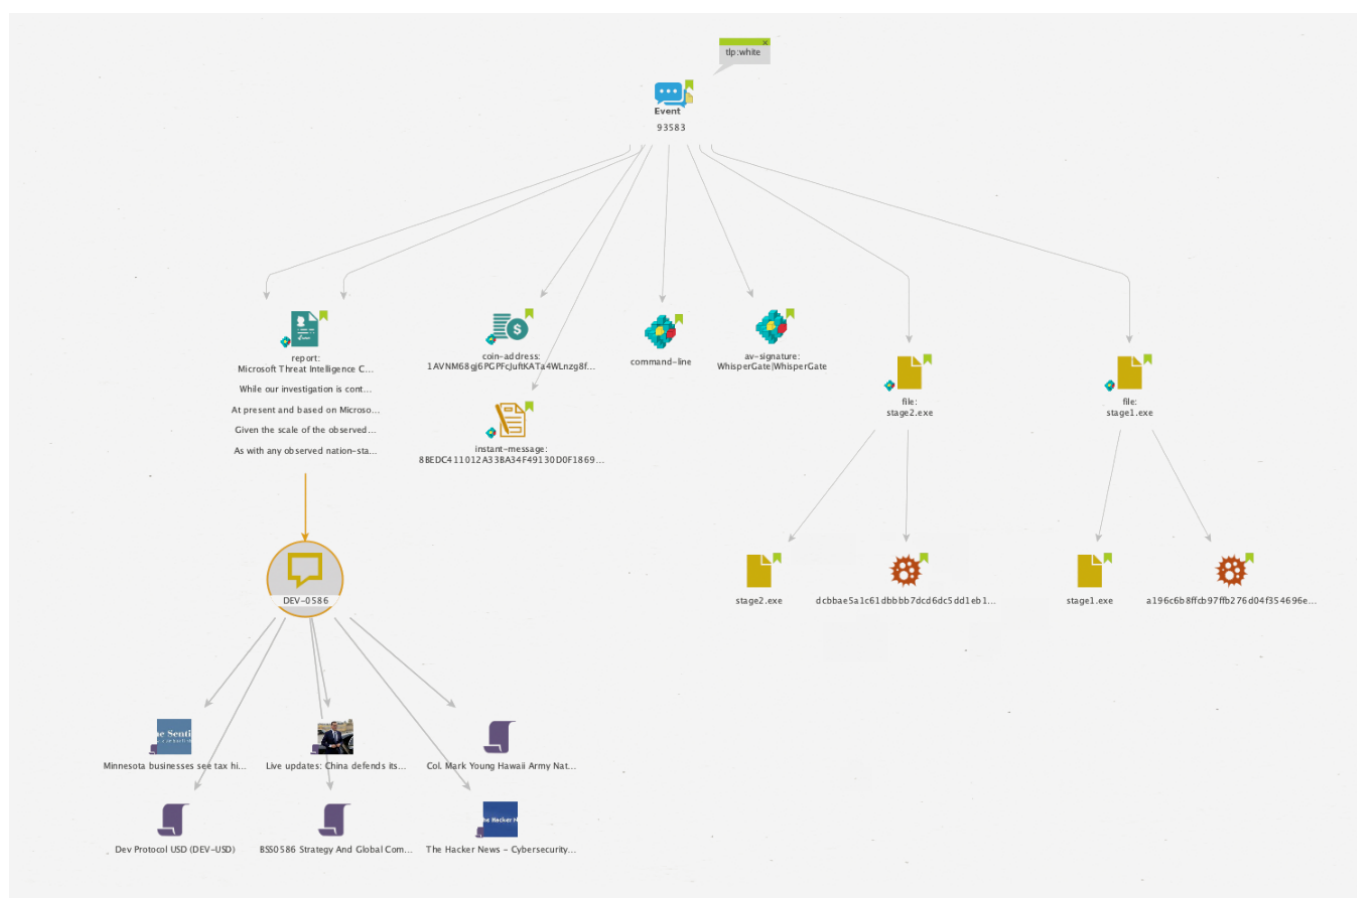 tlp:white
Event
93583
report:
Microsoft Threat Intelligence C...
While our investigation is cont...
At present and based on Microso...
Given the scale of the observed...
As with any observed nation-sta...
coin-address:
1AVNM68gj6PGPFcJuftKATa4WLnzg8f...
instant-message:
8BEDC411012A33BA34F49130D0F1869...
command-line
av-signature:
WhisperGate|WhisperGate
file:
stage2.exe
file:
stage1.exe
stage2.exe
dcbbae5a1c61dbbbb7dcd6dc5dd1eb1...
stage1.exe
a196c6b8ffcb97ffb276d04f354696e...
DEV-0586
e Senti
Minnesota businesses see tax hi...
Live updates: China defends its...
Col. Mark Young Hawaii Army Nat...
Dev Protocol USD (DEV-USD)
BSS0586 Strategy And Global Com...
he Hacker N
The Hacker News - Cybersecurity...